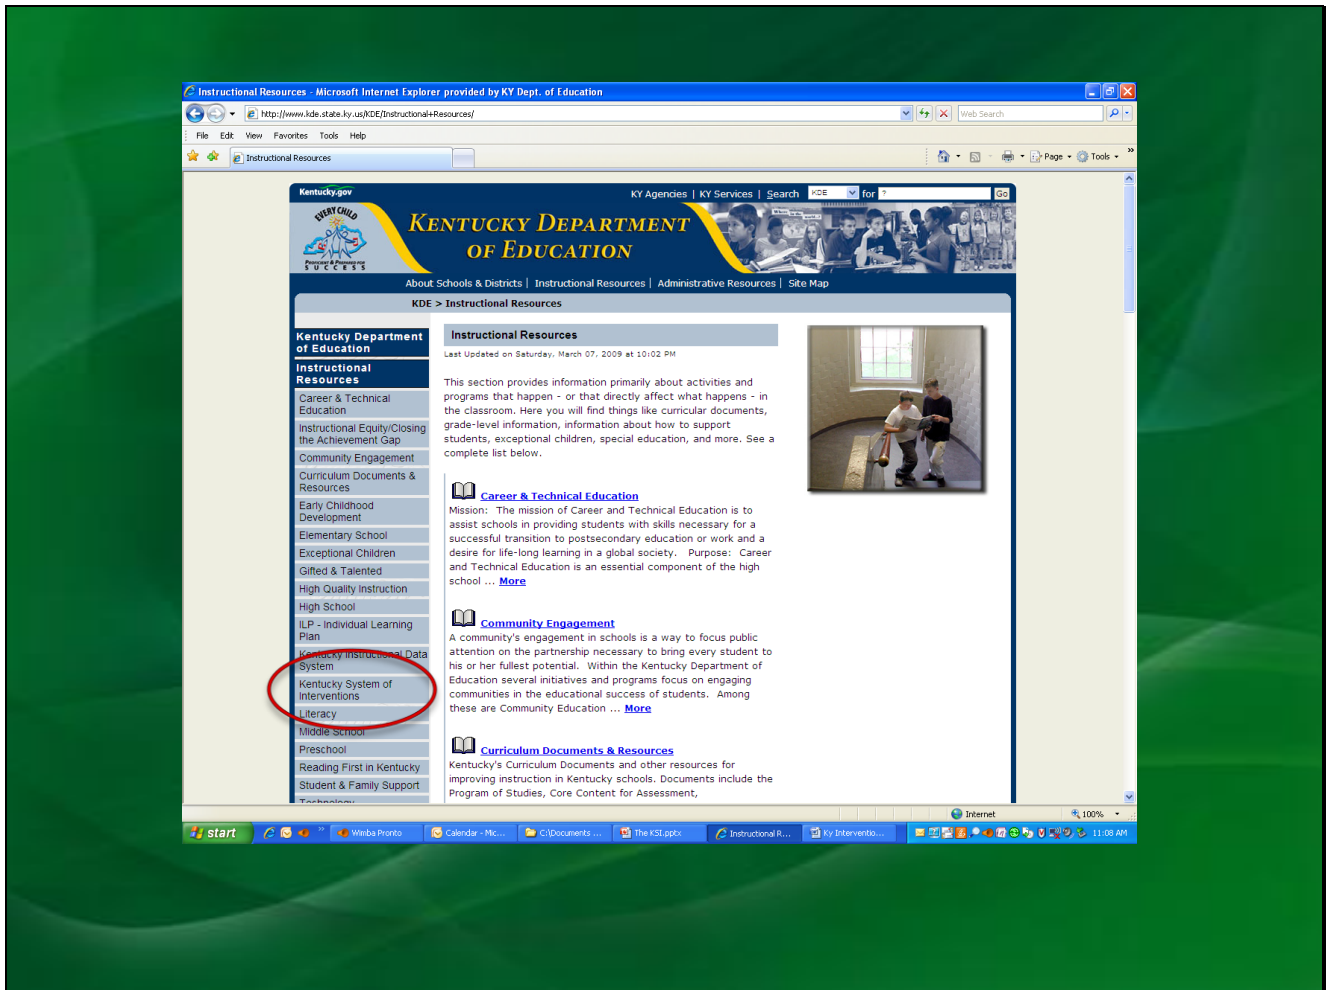 Instructional Resources - Microsoft Internet Explorer provided by KY Dept. of Education
http://www.kde.state.ky.us/KDE/Instructional+Resources/
Web Search
File Edit View Favorites Tools Help
Instructional Resources
Page
Tools
Kentucky.gov
KY Agencies | KY Services | Search KDE for ? Go
EVERY CHILD
PROFICIENT & PREPARED FOR
SUCCESS
KENTUCKY DEPARTMENT
OF EDUCATION
About Schools & Districts | Instructional Resources | Administrative Resources | Site Map
KDE > Instructional Resources
Kentucky Department
of Education
Instructional
Resources
Career & Technical
Education
Instructional Equity/Closing
the Achievement Gap
Community Engagement
Curriculum Documents &
Resources
Early Childhood
Development
Elementary School
Exceptional Children
Gifted & Talented
High Quality Instruction
High School
ILP - Individual Learning
Plan
Kentucky Instructional Data
System
Kentucky System of
Interventions
Literacy
Middle School
Preschool
Reading First in Kentucky
Student & Family Support
Technology
Instructional Resources
Last Updated on Saturday, March 07, 2009 at 10:02 PM
This section provides information primarily about activities and
programs that happen - or that directly affect what happens - in
the classroom. Here you will find things like curricular documents,
grade-level information, information about how to support
students, exceptional children, special education, and more. See a
complete list below.
Career & Technical Education
Mission: The mission of Career and Technical Education is to
assist schools in providing students with skills necessary for a
successful transition to postsecondary education or work and a
desire for life-long learning in a global society. Purpose: Career
and Technical Education is an essential component of the high
school ... More
Community Engagement
A community's engagement in schools is a way to focus public
attention on the partnership necessary to bring every student to
his or her fullest potential. Within the Kentucky Department of
Education several initiatives and programs focus on engaging
communities in the educational success of students. Among
these are Community Education ... More
Curriculum Documents & Resources
Kentucky's Curriculum Documents and other resources for
improving instruction in Kentucky schools. Documents include the
Program of Studies, Core Content for Assessment,
Internet
100%
start
Wimba Pronto
Calendar - Mic...
C:\Documents ...
The KSI.pptx
Instructional R...
Ky Interventio...
11:08 AM